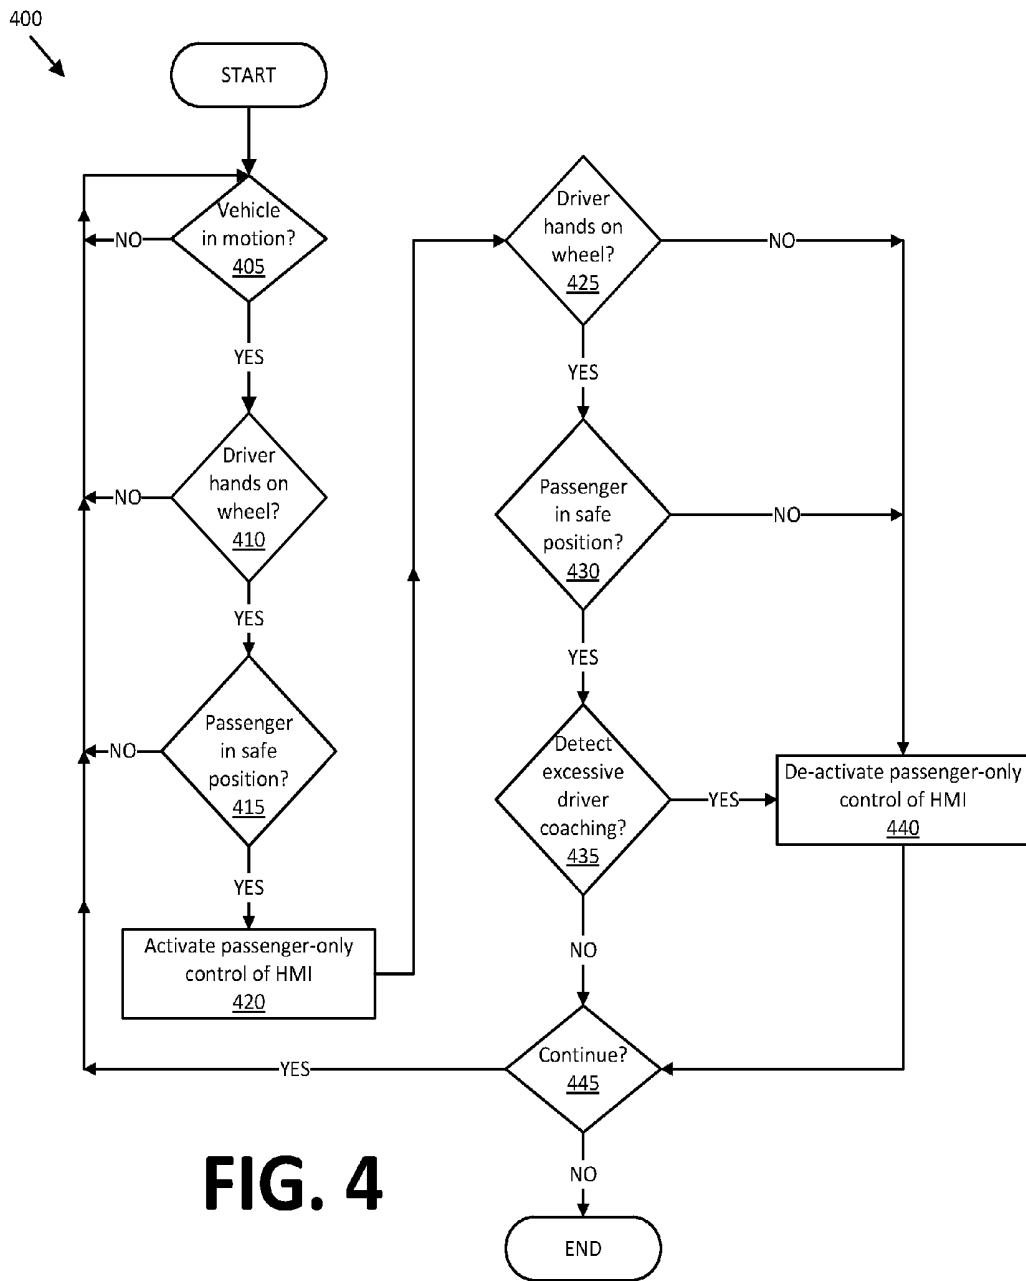 400
START
Vehicle
in motion?
405
NO
YES
Driver
hands on
wheel?
410
NO
YES
Passenger
in safe
position?
415
NO
YES
Activate passenger-only
control of HMI
420
Driver
hands on
wheel?
425
NO
YES
Passenger
in safe
position?
430
NO
YES
Detect
excessive
driver
coaching?
435
YES
De-activate passenger-only
control of HMI
440
NO
Continue?
445
YES
NO
END
FIG. 4